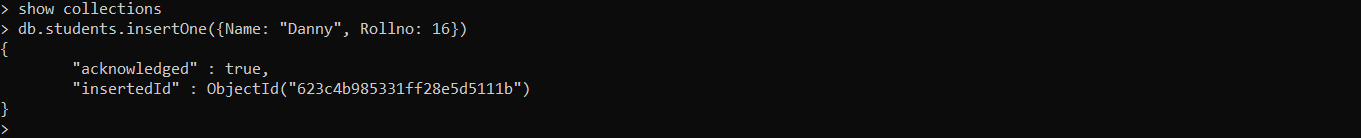 > show collections
> db.students.insertOne({Name: "Danny", Rollno: 16})
{
        "acknowledged" : true,
        "insertedId" : ObjectId("623c4b985331ff28e5d5111b")
}
>